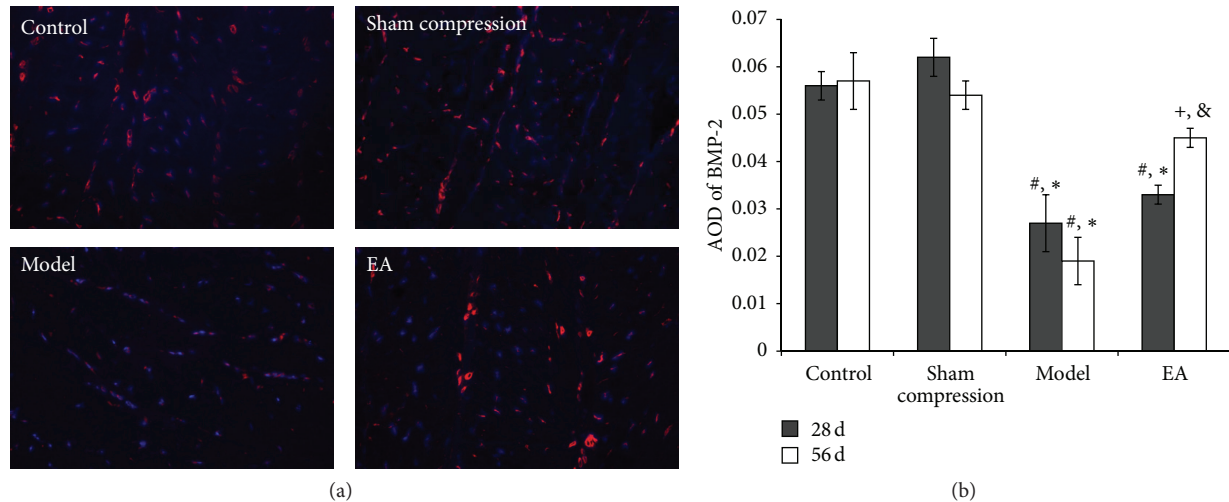 Control
Sham compression
Model
EA
(a)
AOD of BMP-2
0.07
0.06
0.05
0.04
0.03
0.02
0.01
0
#, *
#, *
#, *
+, &
Control
Sham
compression
Model
EA
28 d
56 d
(b)